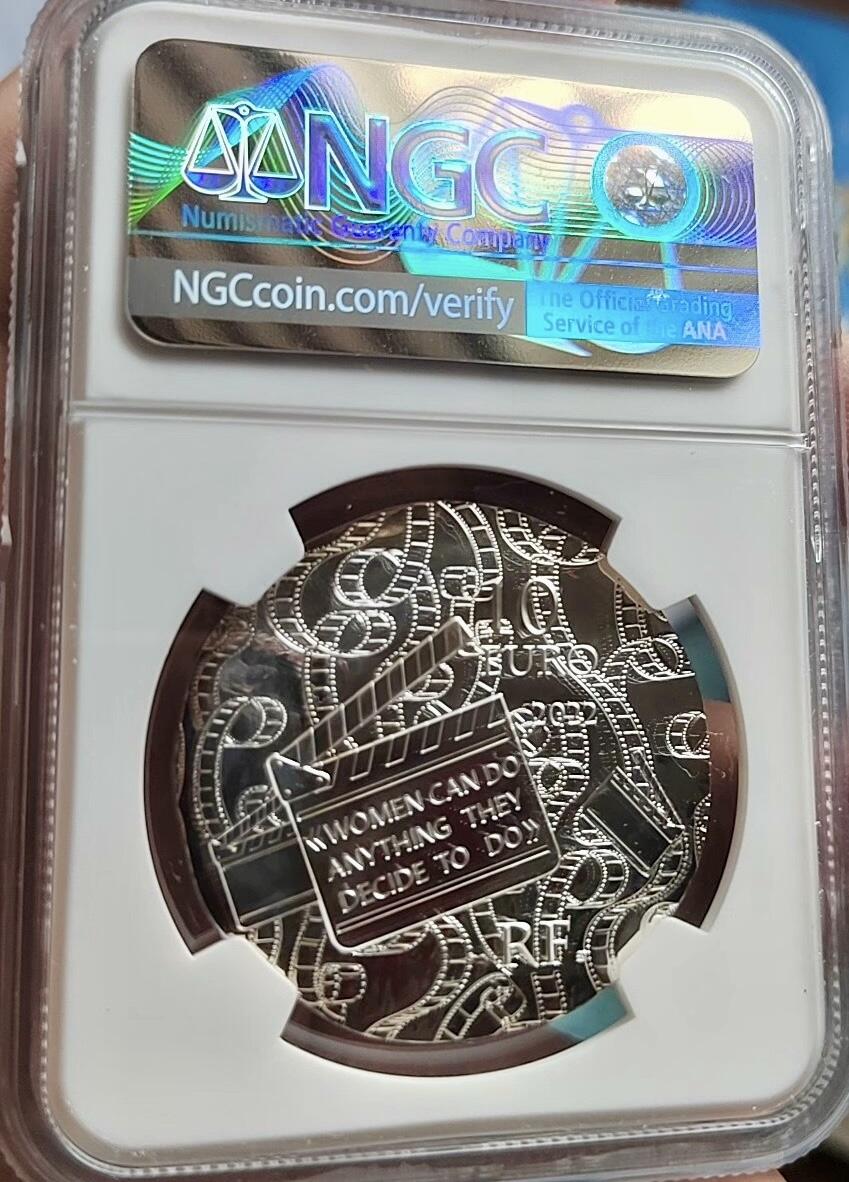 NGC
Numismatic Guaranty Company
NGCcoin.com/verify
The Official Grading
Service of the ANA
10
EURO
2022
«WOMEN CAN DO
ANYTHING THEY
DECIDE TO DO»
RF